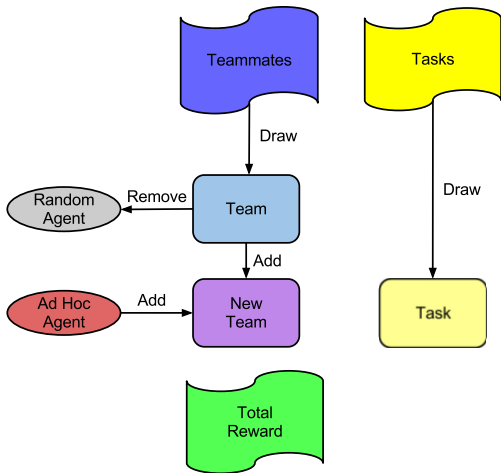 Teammates
Tasks
Draw
Draw
Random
Agent
Remove
Team
Add
Ad Hoc
Agent
Add
New
Team
Task
Total
Reward